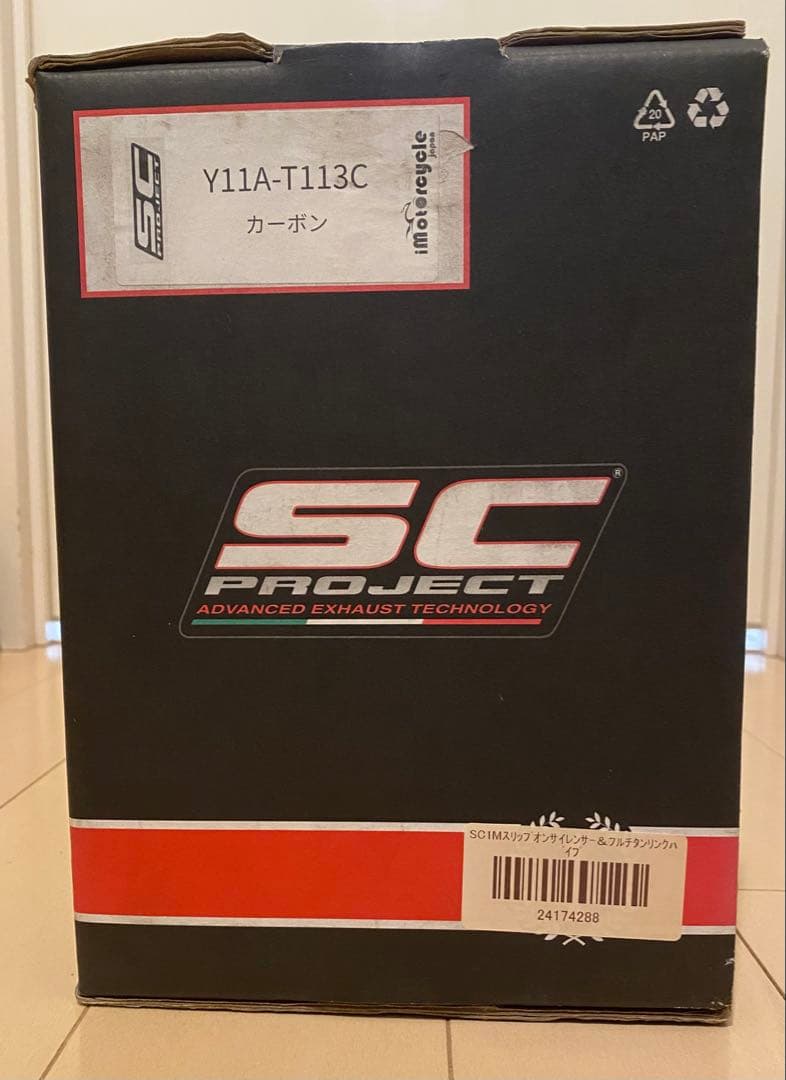 20
PAP
SC
PROJECT
Y11A-T113C
カーボン
iMotorcycle
japan
SC®
PROJECT
ADVANCED EXHAUST TECHNOLOGY
SC1Mスリップオンサイレンサー&フルチタンリンクパ
イプ
24174288